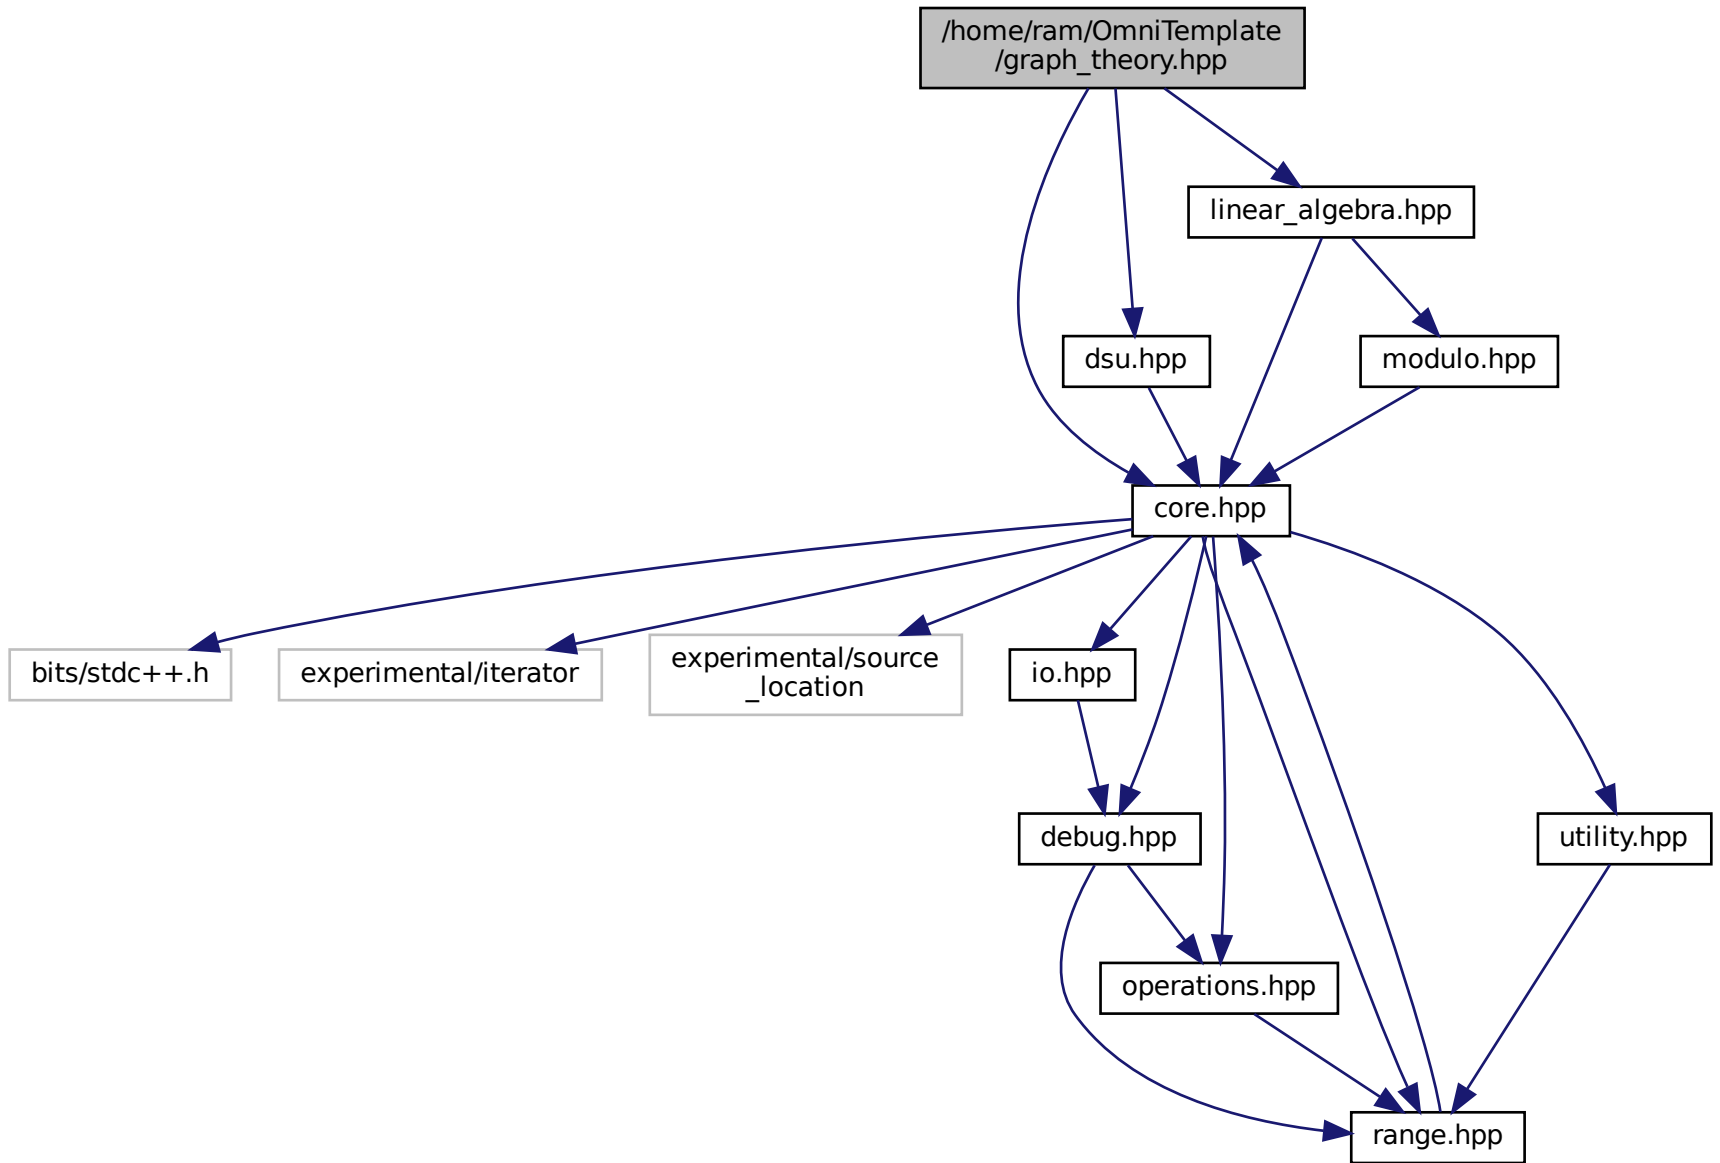 /home/ram/OmniTemplate
/graph_theory.hpp
linear_algebra.hpp
dsu.hpp
modulo.hpp
core.hpp
bits/stdc++.h
experimental/iterator
experimental/source
_location
io.hpp
debug.hpp
utility.hpp
operations.hpp
range.hpp